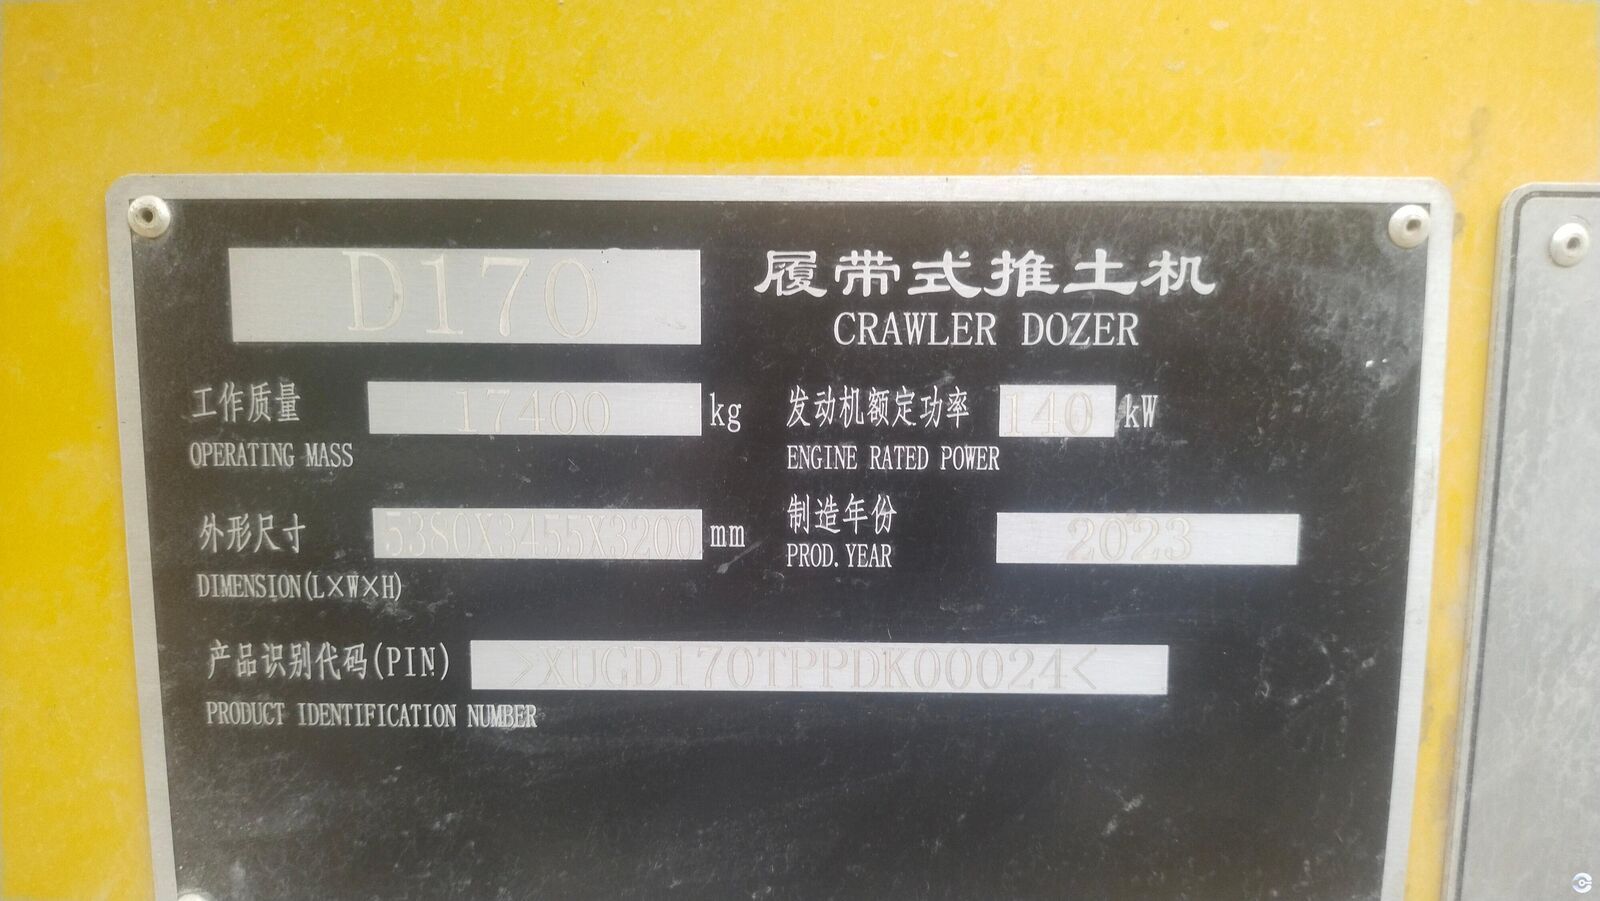 D170
履带式推土机
CRAWLER DOZER
工作质量 17400 kg
OPERATING MASS
发动机额定功率 140 kW
ENGINE RATED POWER
外形尺寸 5380X3455X3200 mm
DIMENSION(L×W×H)
制造年份 2023
PROD. YEAR
产品识别代码(PIN) >XUGD170TPPDK00024<
PRODUCT IDENTIFICATION NUMBER